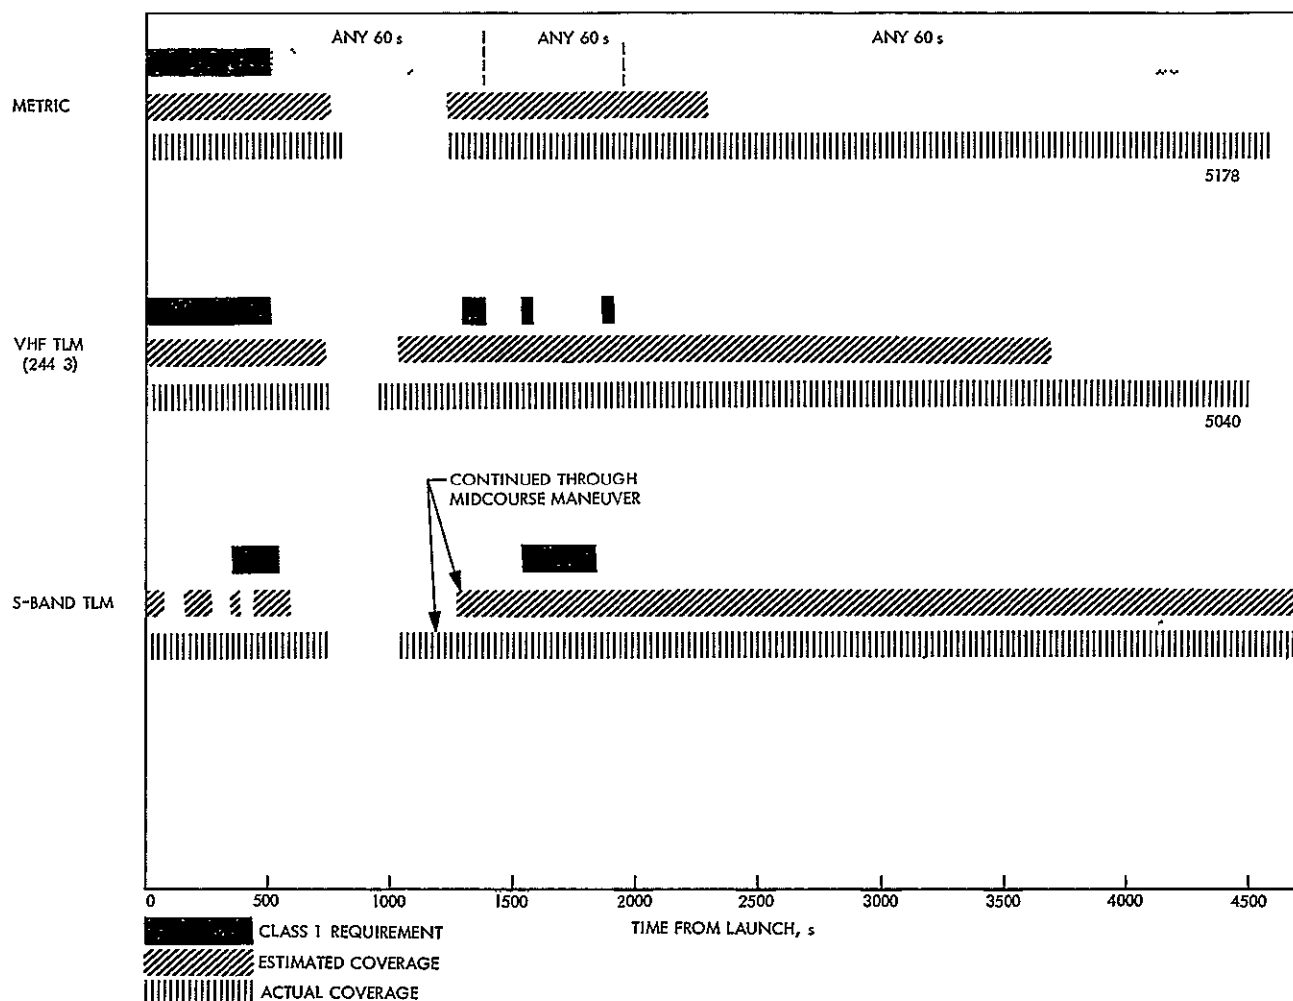 ANY 60 s ANY 60 s ANY 60 s
METRIC
5178
VHF TLM
(244 3)
5040
CONTINUED THROUGH
MIDCOURSE MANEUVER
S-BAND TLM
0 500 1000 1500 2000 2500 3000 3500 4000 4500
TIME FROM LAUNCH, s
CLASS 1 REQUIREMENT
ESTIMATED COVERAGE
ACTUAL COVERAGE